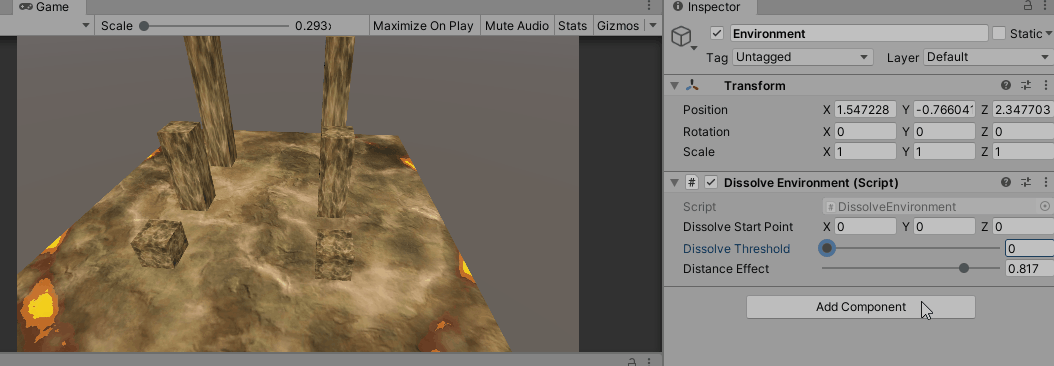 Game
Scale 0.293x Maximize On Play Mute Audio Stats Gizmos
Inspector
Environment Static
Tag Untagged Layer Default
Transform
Position X 1.547228 Y -0.76604 Z 2.347703
Rotation X 0 Y 0 Z 0
Scale X 1 Y 1 Z 1
# Dissolve Environment (Script)
Script # DissolveEnvironment
Dissolve Start Point X 0 Y 0 Z 0
Dissolve Threshold 0
Distance Effect 0.817
Add Component